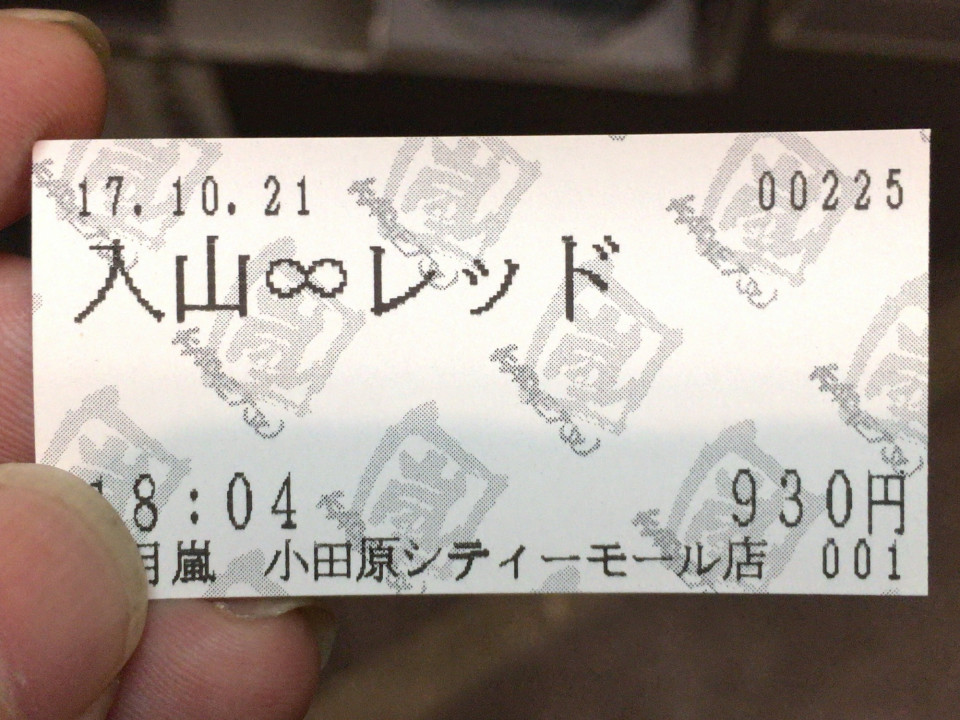 17.10.21 00225
入山∞レッド
18:04 930円
月嵐 小田原シティーモール店 001